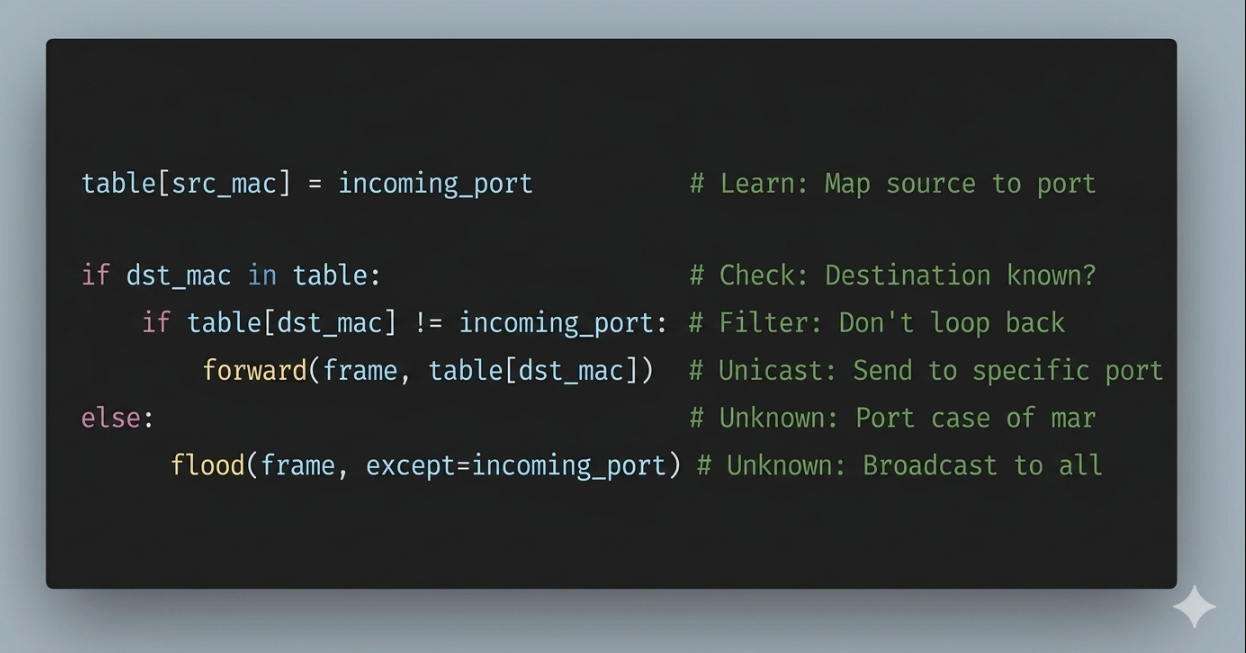 table[src_mac] = incoming_port # Learn: Map source to port
if dst_mac in table: # Check: Destination known?
if table[dst_mac] != incoming_port: # Filter: Don't loop back
forward(frame, table[dst_mac]) # Unicast: Send to specific port
else: # Unknown: Port case of mar
flood(frame, except=incoming_port) # Unknown: Broadcast to all